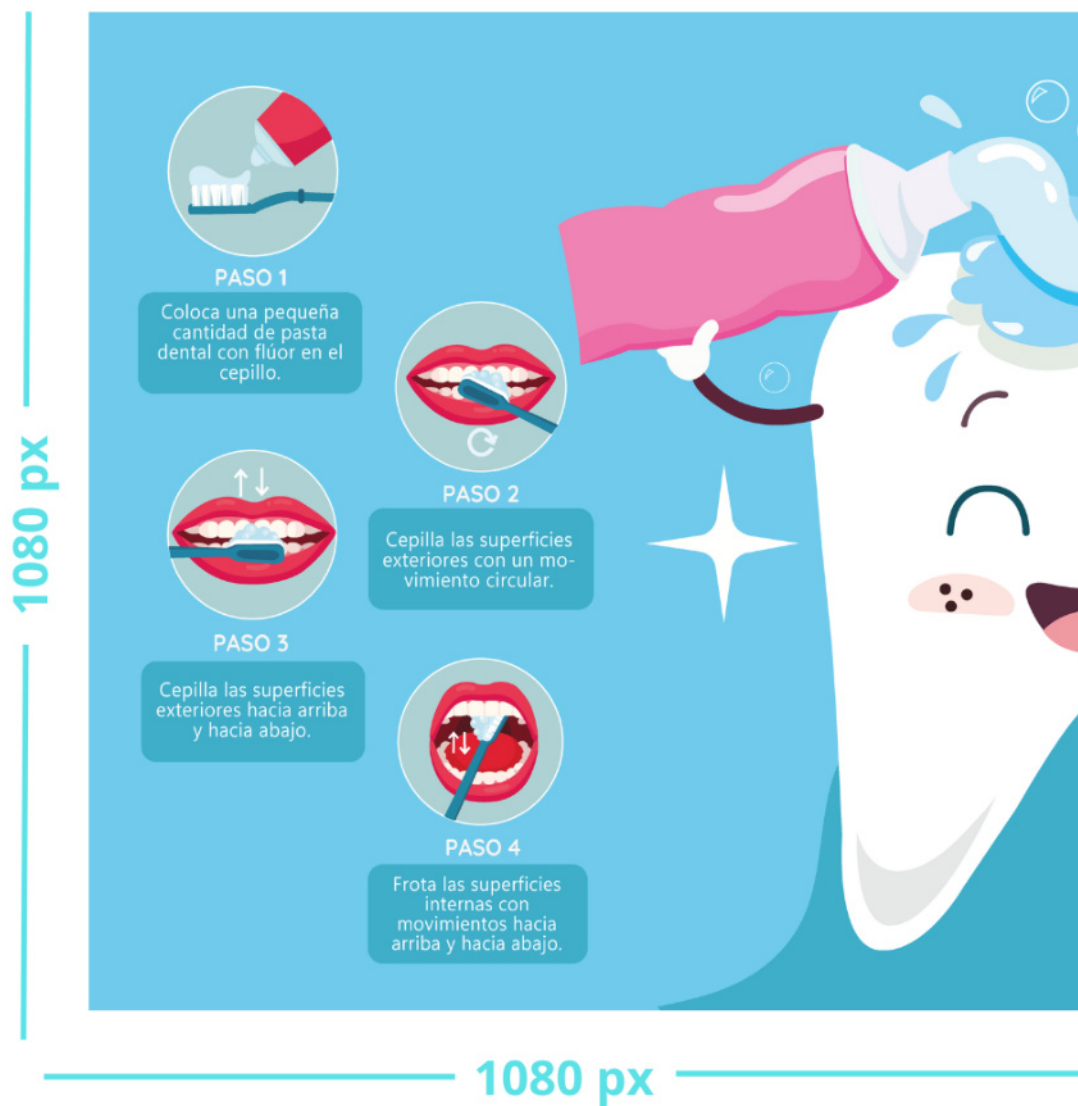 PASO 1
Coloca una pequeña
cantidad de pasta
dental con flúor en el
cepillo.
PASO 2
Cepilla las superficies
exteriores con un mo-
vimiento circular.
PASO 3
Cepilla las superficies
exteriores hacia arriba
y hacia abajo.
PASO 4
Frota las superficies
internas con
movimientos hacia
arriba y hacia abajo.
1080 px
1080 px